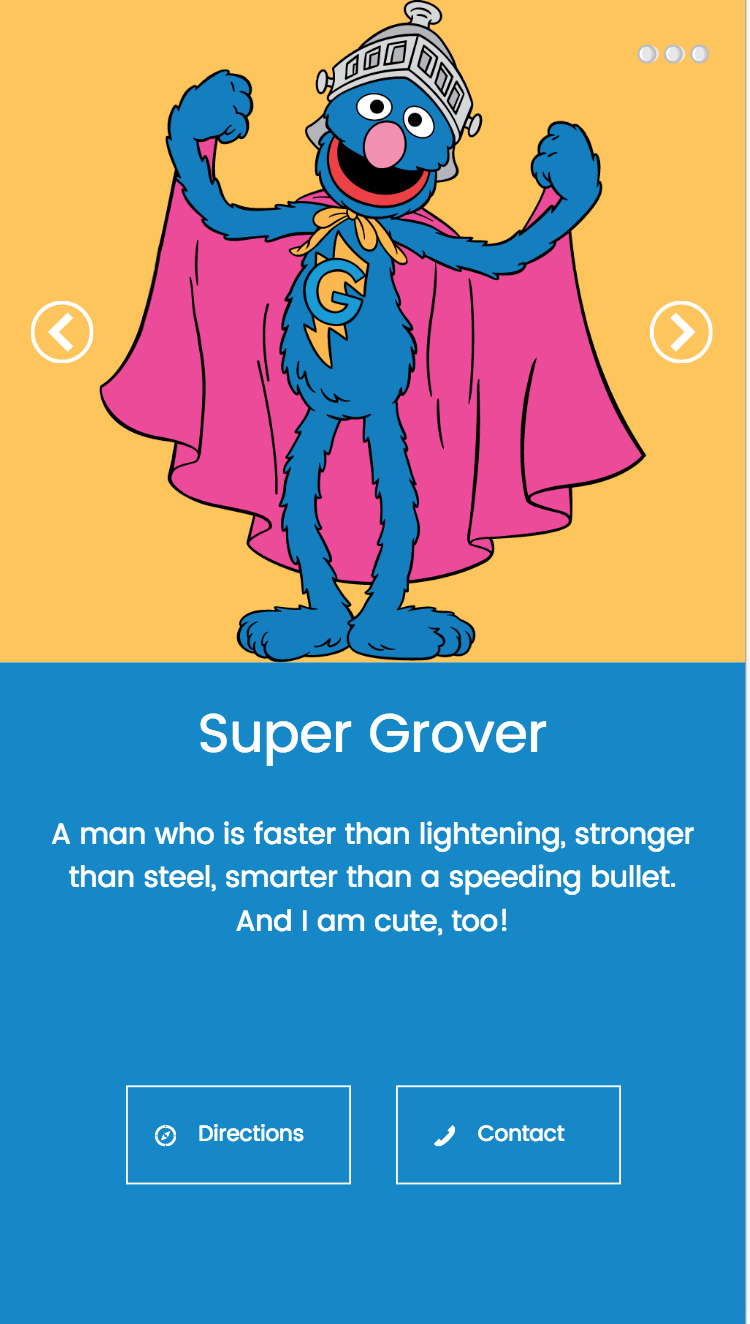 G
Super Grover
A man who is faster than lightening, stronger
than steel, smarter than a speeding bullet.
And I am cute, too!
Directions
Contact